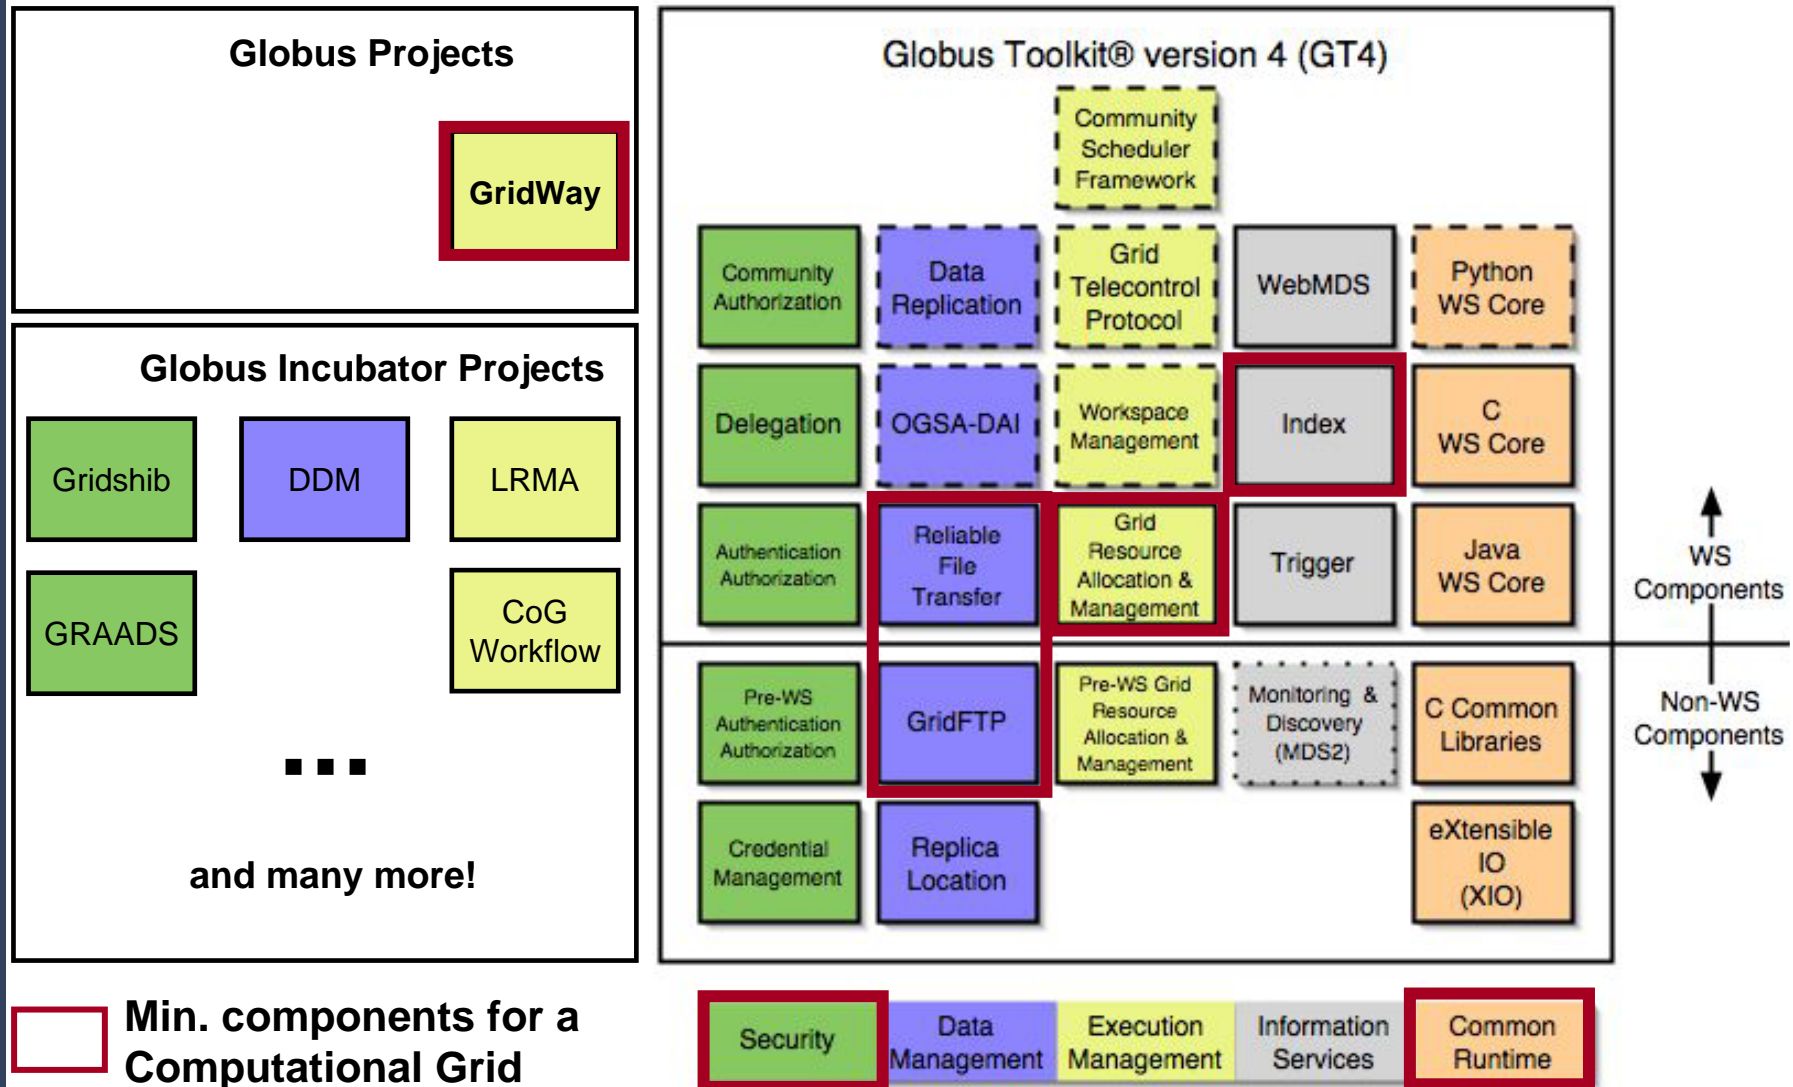 Globus Projects
GridWay
Globus Incubator Projects
Gridshib
DDM
LRMA
GRAADS
CoG
Workflow
...
and many more!
Min. components for a
Computational Grid
Globus Toolkit® version 4 (GT4)
Community
Scheduler
Framework
Community
Authorization
Data
Replication
Grid
Telecontrol
Protocol
WebMDS
Python
WS Core
Delegation
OGSA-DAI
Workspace
Management
Index
C
WS Core
Authentication
Authorization
Reliable
File
Transfer
Grid
Resource
Allocation &
Management
Trigger
Java
WS Core
WS
Components
Pre-WS
Authentication
Authorization
GridFTP
Pre-WS Grid
Resource
Allocation &
Management
Monitoring &
Discovery
(MDS2)
C Common
Libraries
Non-WS
Components
Credential
Management
Replica
Location
eXtensible
IO
(XIO)
Security
Data
Management
Execution
Management
Information
Services
Common
Runtime